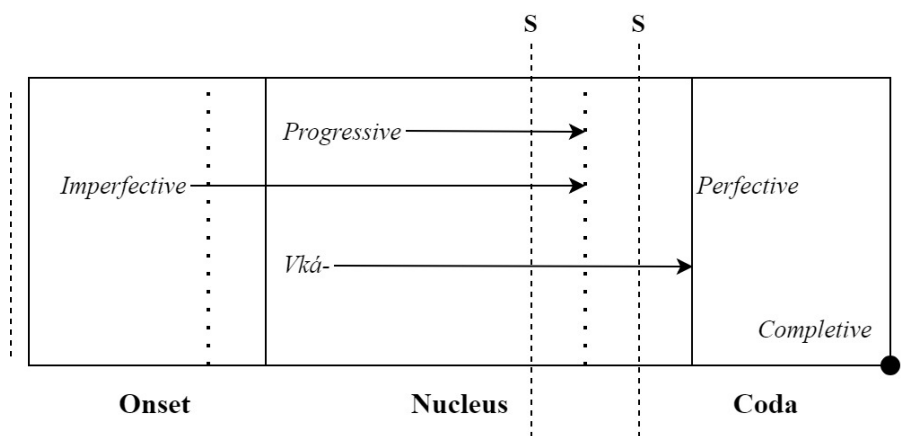 S S
Progressive
Imperfective Perfective
Vká-
Completive
Onset Nucleus Coda